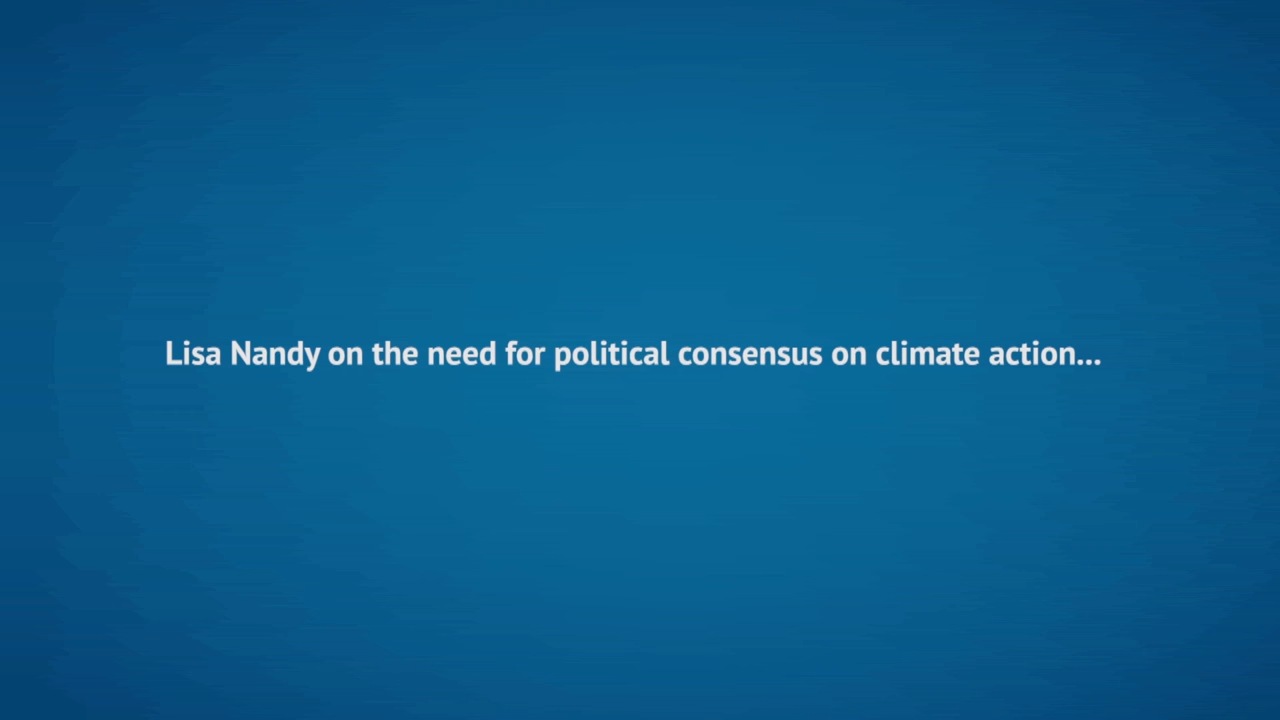 Lisa Nandy on the need for political consensus on climate action...